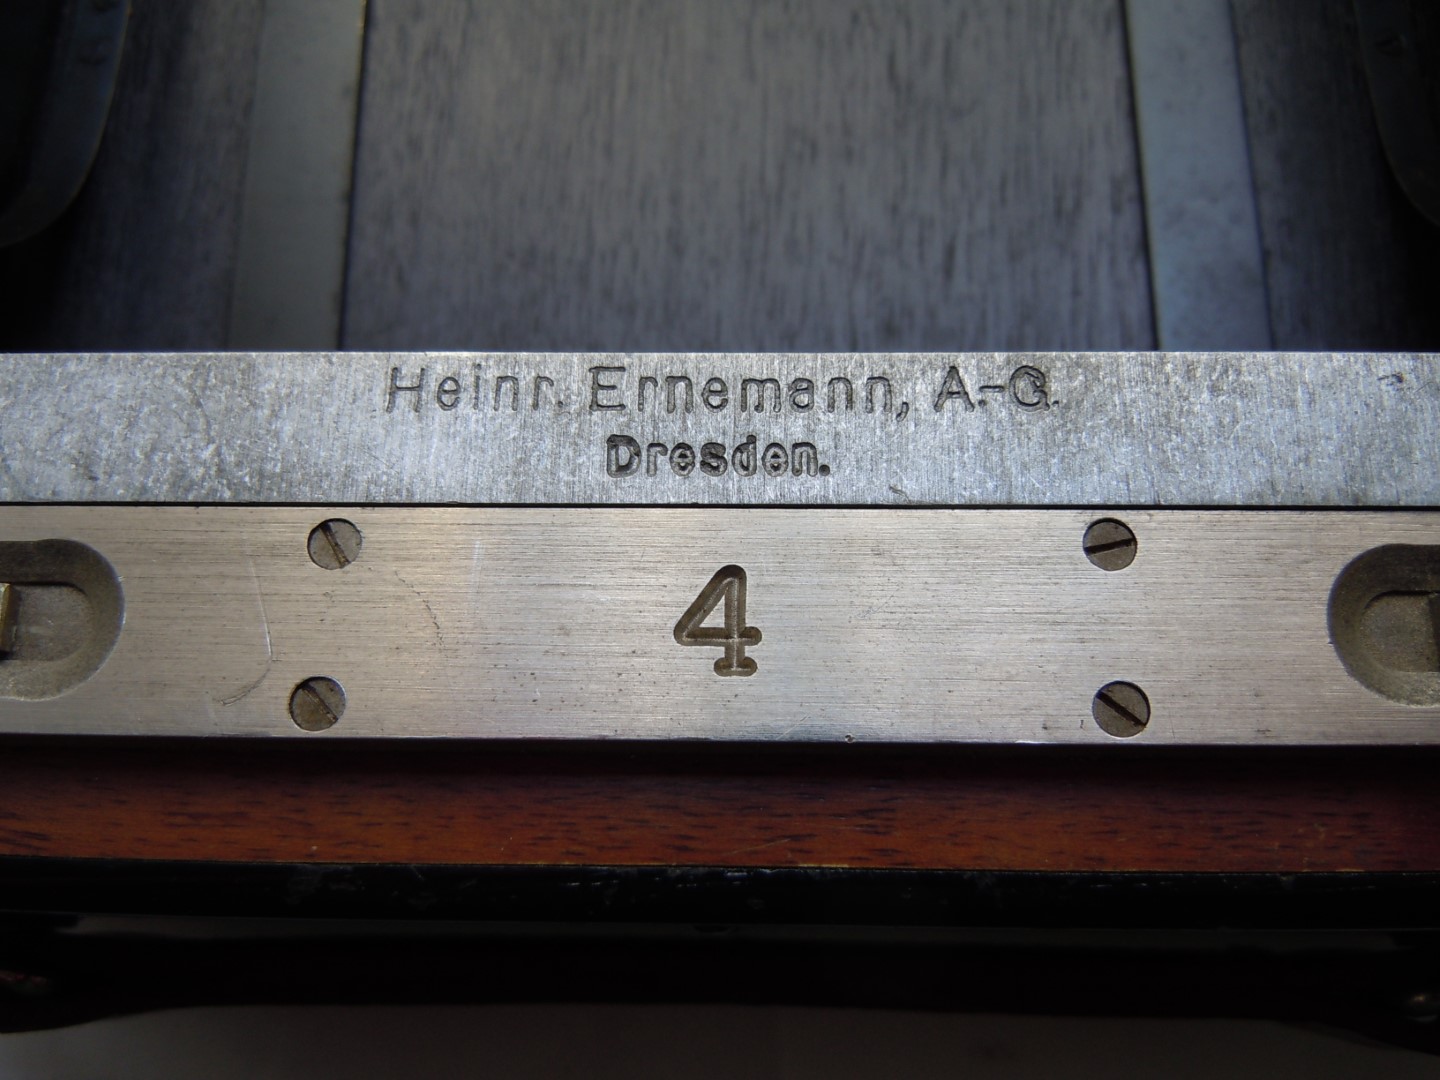 Heinr. Ernemann, A.-G.
Dresden.
4